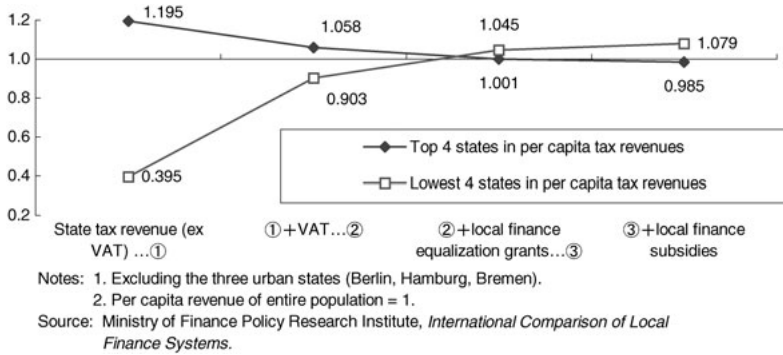 1.2
1.0
0.8
0.6
0.4
0.2
1.195
1.058
1.045
1.079
0.903
1.001
0.985
0.395
Top 4 states in per capita tax revenues
Lowest 4 states in per capita tax revenues
State tax revenue (ex
VAT) …①
①+VAT…②
②+local finance
equalization grants…③
③+local finance
subsidies
Notes: 1. Excluding the three urban states (Berlin, Hamburg, Bremen).
2. Per capita revenue of entire population = 1.
Source: Ministry of Finance Policy Research Institute, International Comparison of Local
Finance Systems.